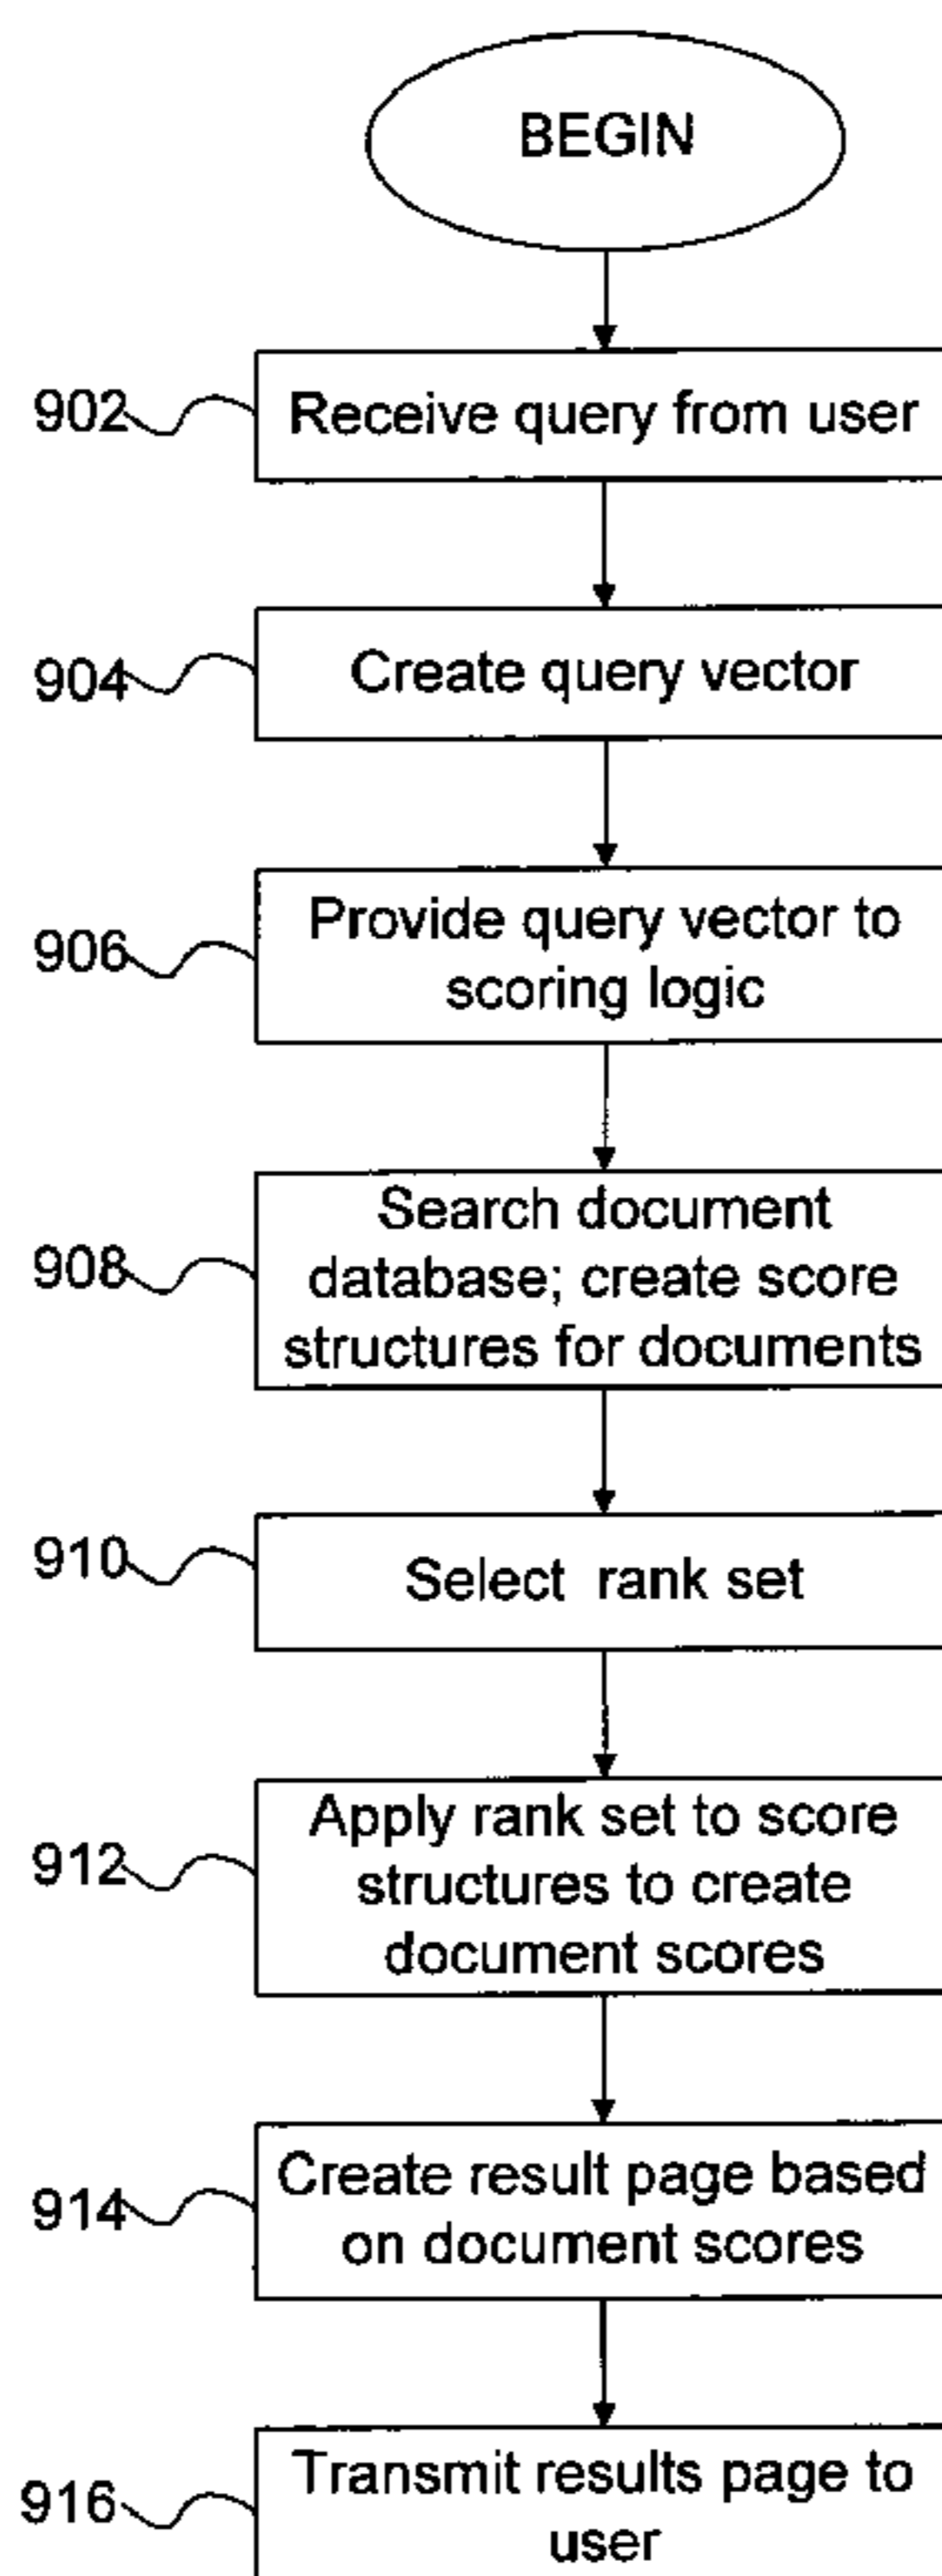 BEGIN
902
Receive query from user
904
Create query vector
906
Provide query vector to
scoring logic
908
Search document
database; create score
structures for documents
910
Select rank set
912
Apply rank set to score
structures to create
document scores
914
Create result page based
on document scores
916
Transmit results page to
user